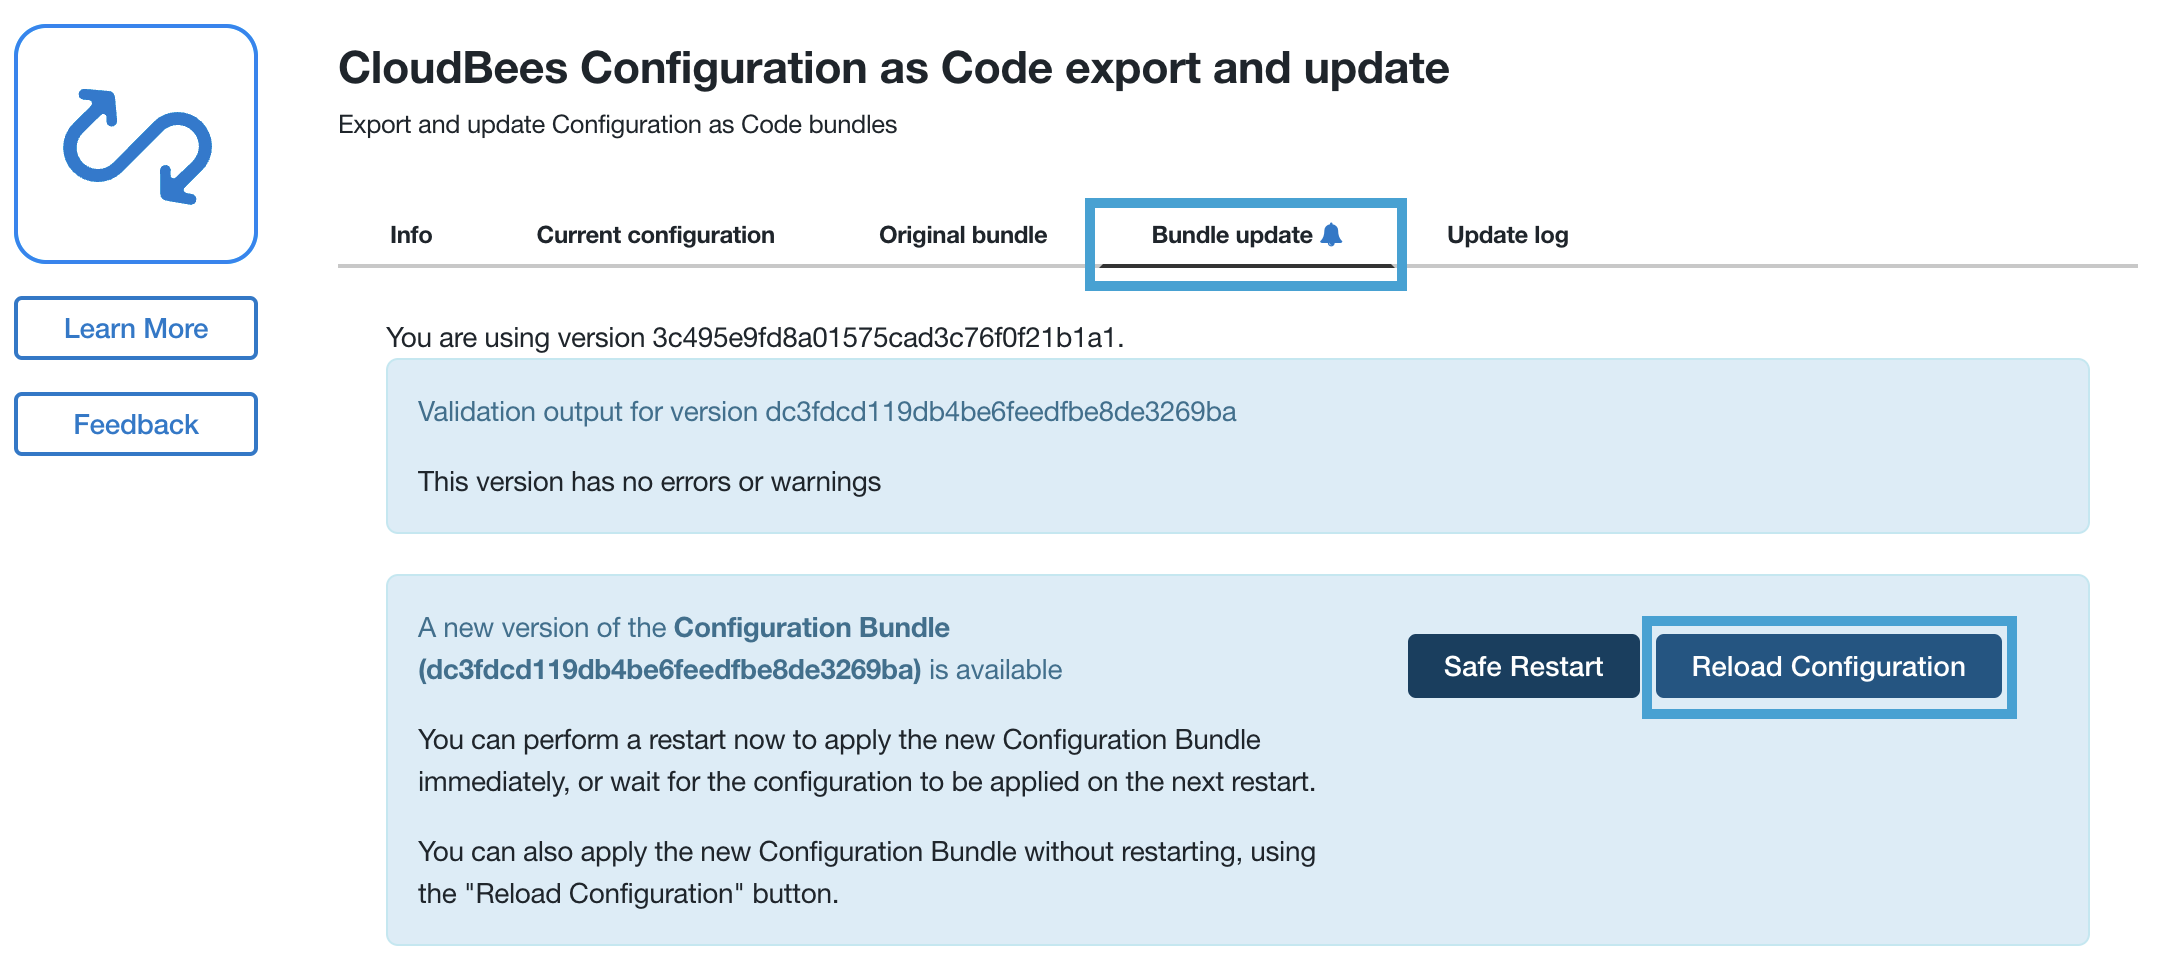 CloudBees Configuration as Code export and update
Export and update Configuration as Code bundles
Learn More
Feedback
Info
Current configuration
Original bundle
Bundle update
Update log
You are using version 3c495e9fd8a01575cad3c76f0f21b1a1.
Validation output for version dc3fdcd119db4be6feedfbe8de3269ba
This version has no errors or warnings
A new version of the Configuration Bundle
(dc3fdcd119db4be6feedfbe8de3269ba) is available
Safe Restart
Reload Configuration
You can perform a restart now to apply the new Configuration Bundle
immediately, or wait for the configuration to be applied on the next restart.
You can also apply the new Configuration Bundle without restarting, using
the "Reload Configuration" button.